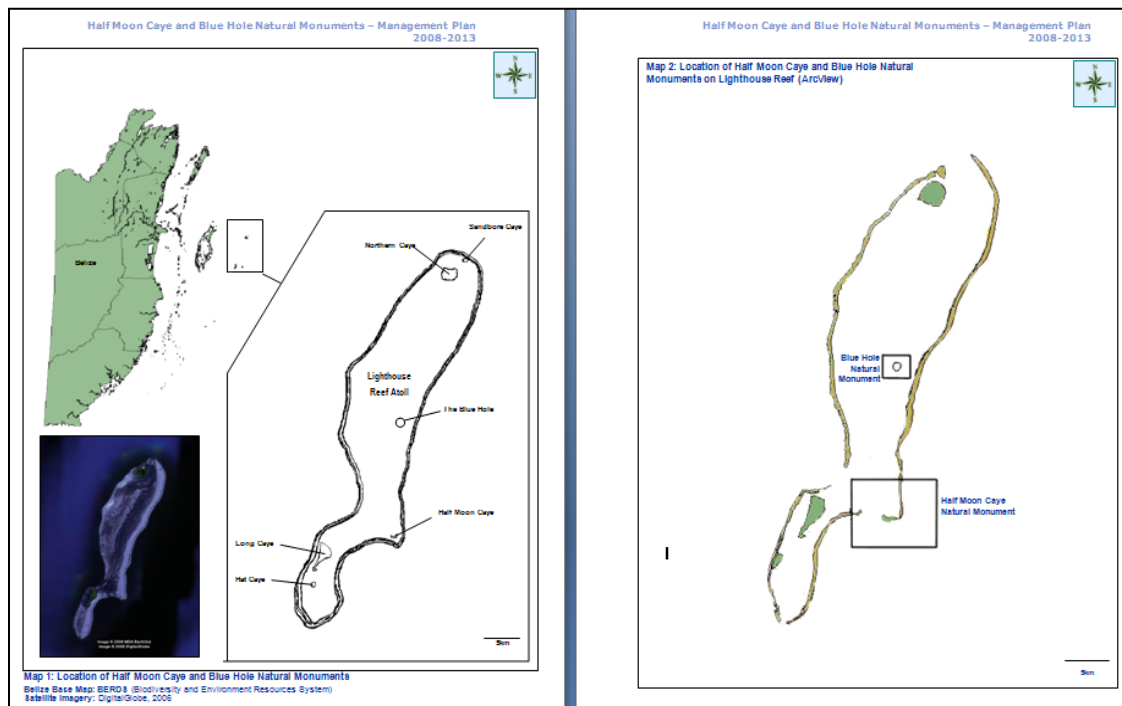 Half Moon Caye and Blue Hole Natural Monuments – Management Plan
2008-2013
N
W E
S
Belize
Sandbore Caye
Northern Caye
Lighthouse
Reef Atoll
The Blue Hole
Half Moon Caye
Long Caye
Hat Caye
5km
Image © 2006 DigitalGlobe
Map 1: Location of Half Moon Caye and Blue Hole Natural Monuments
Belize Base Map: BERDS (Biodiversity and Environment Resources System)
Satellite Imagery: DigitalGlobe, 2006
Half Moon Caye and Blue Hole Natural Monuments – Management Plan
2008-2013
Map 2: Location of Half Moon Caye and Blue Hole Natural
Monuments on Lighthouse Reef (ArcView)
N
W E
S
Blue Hole
Natural
Monument
Half Moon Caye
Natural Monument
5km